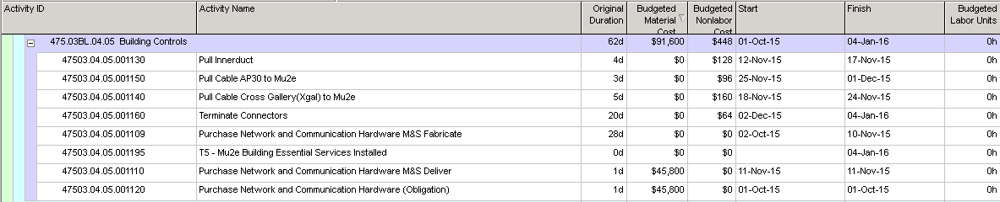 Activity ID Activity Name Original Duration Budgeted Material Cost Budgeted Nonlabor Cost Start Finish Budgeted Labor Units
475.03BL.04.05 Building Controls 62d $91,600 $448 01-Oct-15 04-Jan-16 0h
47503.04.05.001130 Pull Innerduct 4d $0 $128 12-Nov-15 17-Nov-15 0h
47503.04.05.001150 Pull Cable AP30 to Mu2e 3d $0 $96 25-Nov-15 01-Dec-15 0h
47503.04.05.001140 Pull Cable Cross Gallery(Xgal) to Mu2e 5d $0 $160 18-Nov-15 24-Nov-15 0h
47503.04.05.001160 Terminate Connectors 20d $0 $64 02-Dec-15 04-Jan-16 0h
47503.04.05.001109 Purchase Network and Communication Hardware M&S Fabricate 28d $0 $0 02-Oct-15 10-Nov-15 0h
47503.04.05.001195 T5 - Mu2e Building Essential Services Installed 0d $0 $0 04-Jan-16 0h
47503.04.05.001110 Purchase Network and Communication Hardware M&S Deliver 1d $45,800 $0 11-Nov-15 11-Nov-15 0h
47503.04.05.001120 Purchase Network and Communication Hardware (Obligation) 1d $45,800 $0 01-Oct-15 01-Oct-15 0h